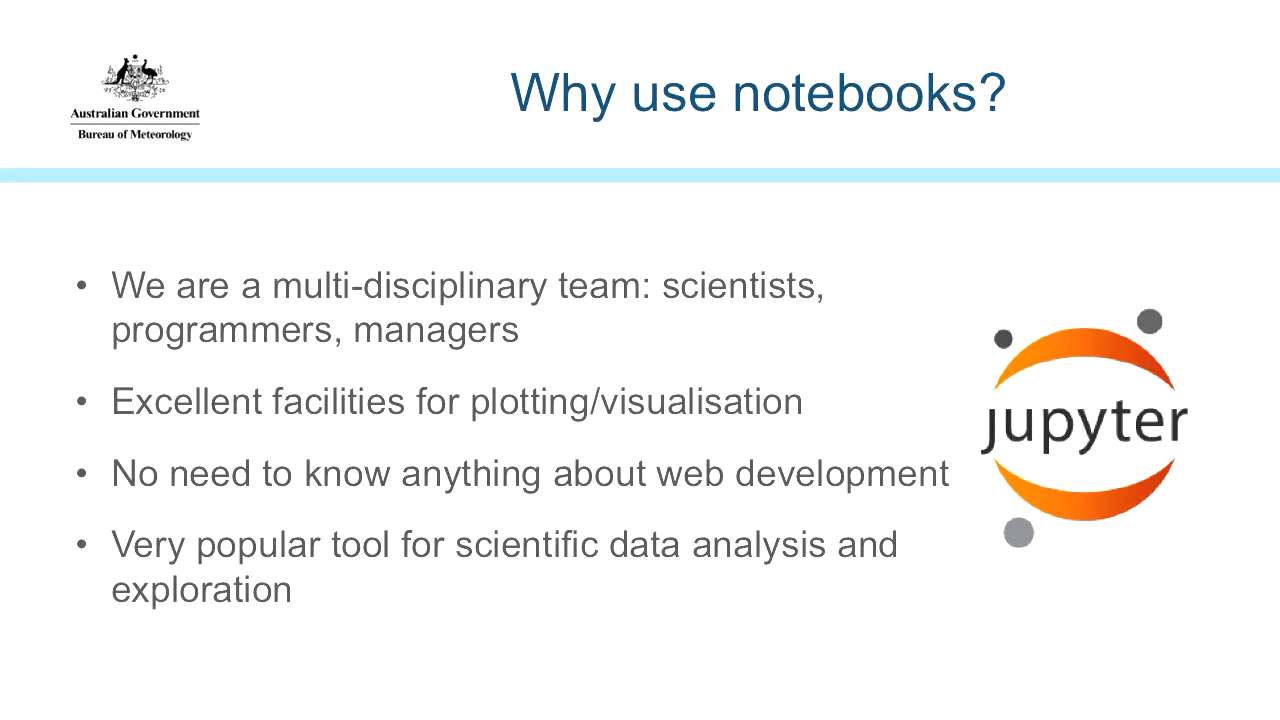 Australian Government
Bureau of Meteorology
Why use notebooks?
• We are a multi-disciplinary team: scientists,
programmers, managers
• Excellent facilities for plotting/visualisation
• No need to know anything about web development
• Very popular tool for scientific data analysis and
exploration
jupyter